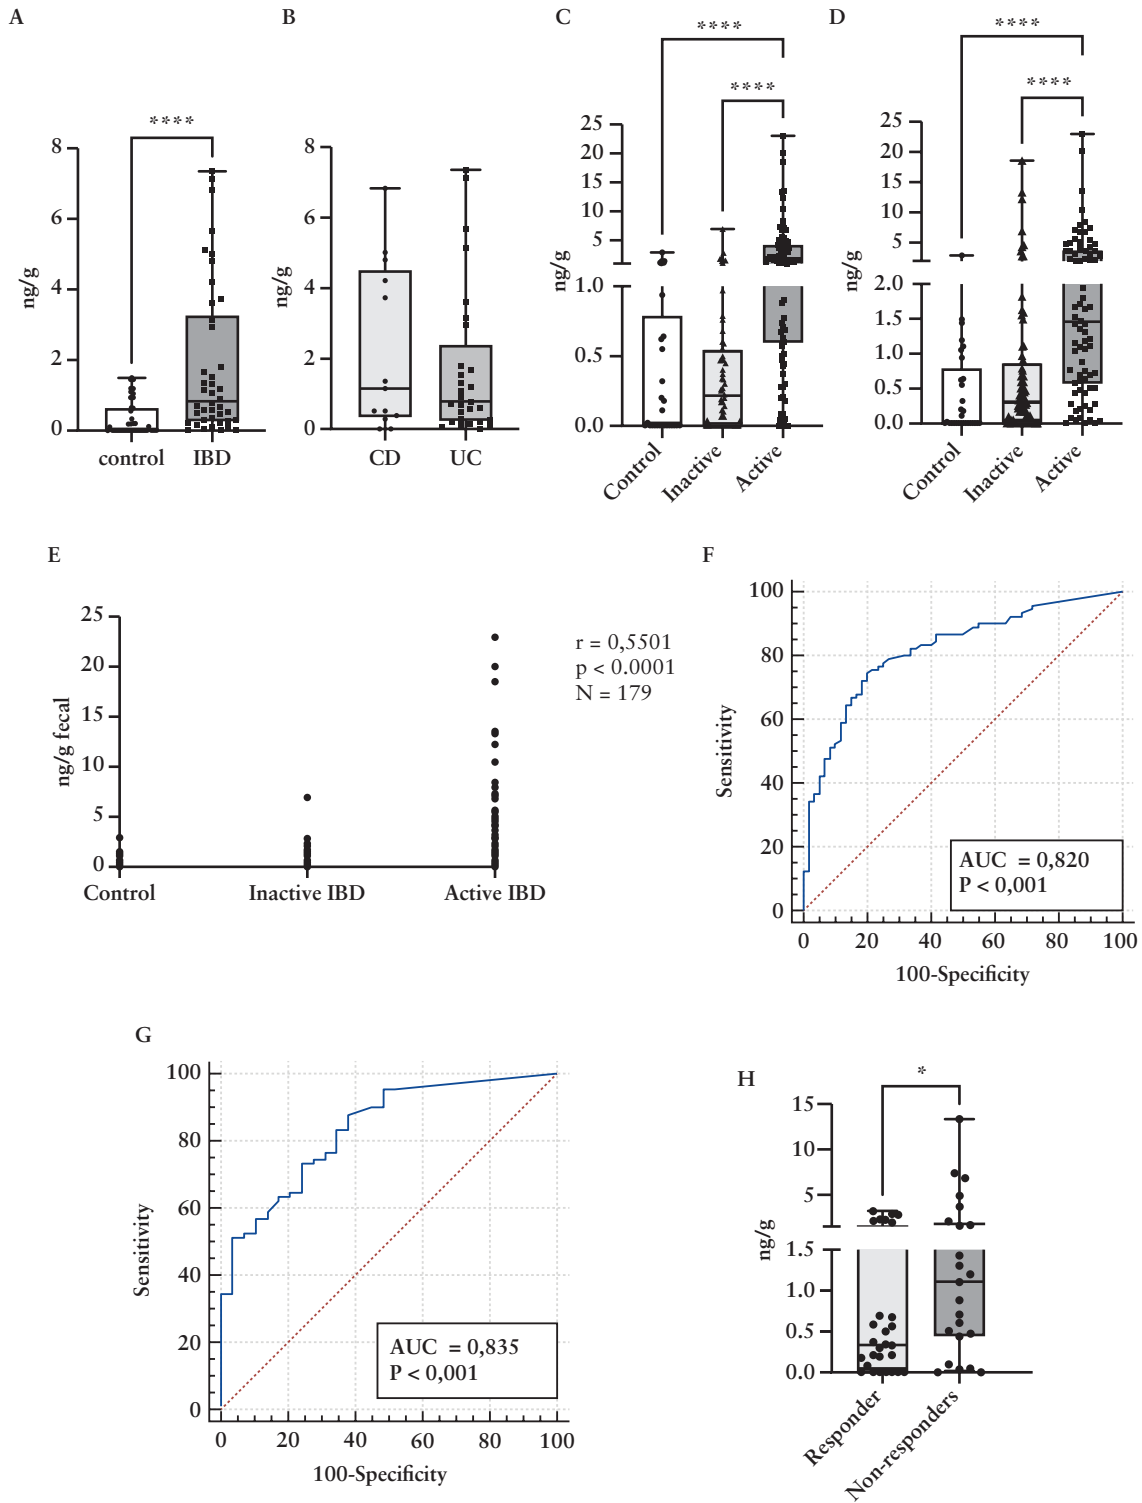 A
****
8
6
4
2
0
ng/g
control
IBD
B
8
6
4
2
0
ng/g
CD
UC
C
****
****
25
20
15
10
5
1.0
0.5
0.0
ng/g
Control
Inactive
Active
D
****
****
25
20
15
10
5
2.0
1.5
1.0
0.5
0.0
ng/g
Control
Inactive
Active
E
25
20
15
10
5
0
ng/g fecal
Control
Inactive IBD
Active IBD
r = 0,5501
p < 0.0001
N = 179
F
100
80
60
40
20
0
Sensitivity
AUC = 0,820
P < 0,001
0
20
40
60
80
100
100-Specificity
G
100
80
60
40
20
0
Sensitivity
AUC = 0,835
P < 0,001
0
20
40
60
80
100
100-Specificity
H
*
15
10
5
1.5
1.0
0.5
0.0
ng/g
Responder
Non-responders